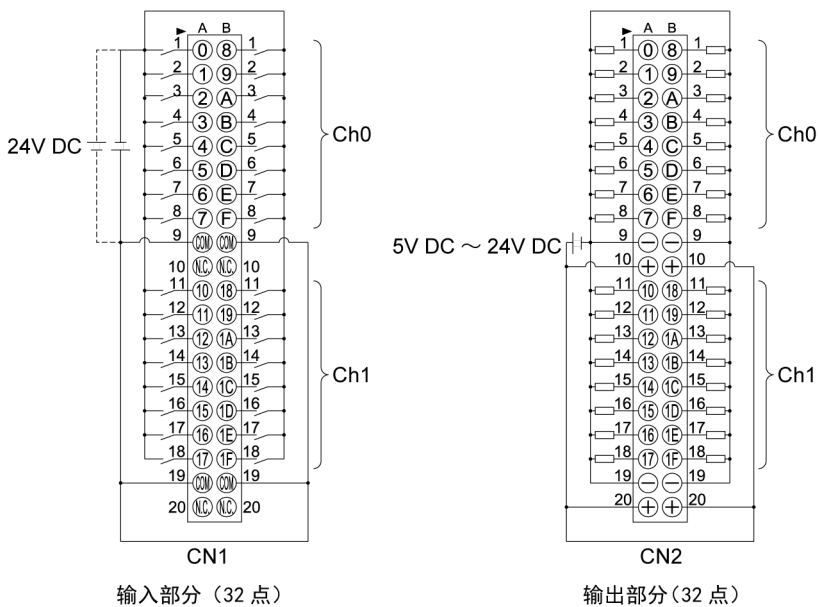 A B A B
1 0 8 1 1 0 8 1
2 1 9 2 2 1 9 2
3 2 A 3 3 2 A 3
4 3 B 4 Ch0 4 3 B 4 Ch0
24V DC 5 4 C 5 5 4 C 5
6 5 D 6 6 5 D 6
7 6 E 7 7 6 E 7
8 7 F 8 8 7 F 8
9 COM COM 9 5V DC ～ 24V DC 9 − − 9
10 N.C. N.C. 10 10 + + 10
11 10 18 11 11 10 18 11
12 11 19 12 12 11 19 12
13 12 1A 13 13 12 1A 13
14 13 1B 14 14 13 1B 14
15 14 1C 15 Ch1 15 14 1C 15 Ch1
16 15 1D 16 16 15 1D 16
17 16 1E 17 17 16 1E 17
18 17 1F 18 18 17 1F 18
19 COM COM 19 19 − − 19
20 N.C. N.C. 20 20 + + 20
CN1 CN2
输入部分（32 点） 输出部分（32 点）